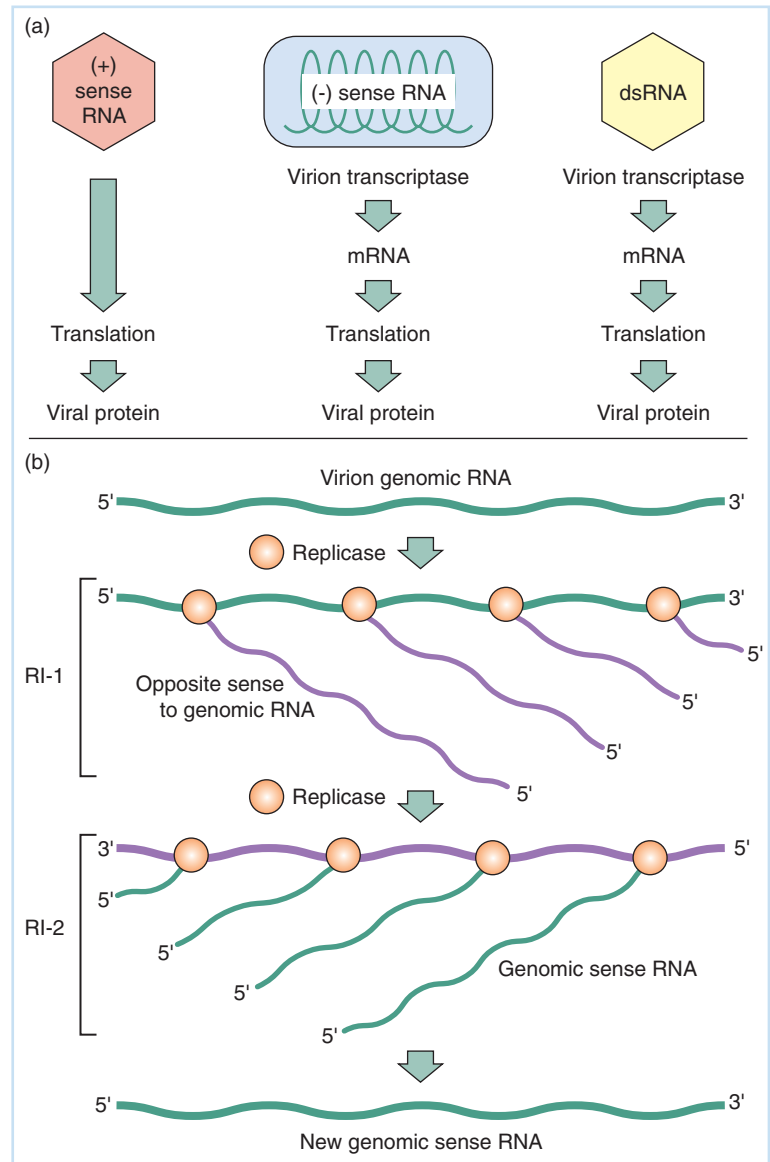 (a)
(+)
sense
RNA
(-) sense RNA
dsRNA
Virion transcriptase
Virion transcriptase
mRNA
mRNA
Translation
Translation
Translation
Viral protein
Viral protein
Viral protein
(b)
Virion genomic RNA
5'
3'
Replicase
RI-1
5'
3'
5'
Opposite sense
to genomic RNA
5'
5'
5'
Replicase
RI-2
3'
5'
5'
5'
5'
Genomic sense RNA
5'
5'
3'
New genomic sense RNA